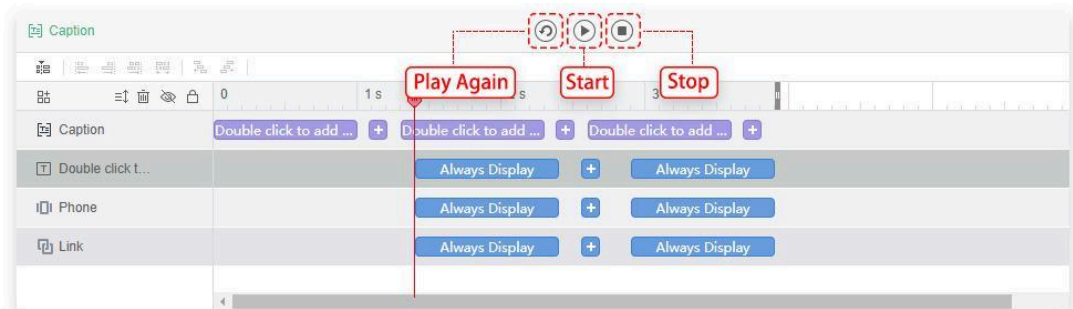 Caption
Play Again
Start
Stop
0
1 s
s
3
Caption
Double click to add ...
+
Double click to add ...
+
Double click to add ...
+
Double click t...
Always Display
+
Always Display
Phone
Always Display
+
Always Display
Link
Always Display
+
Always Display